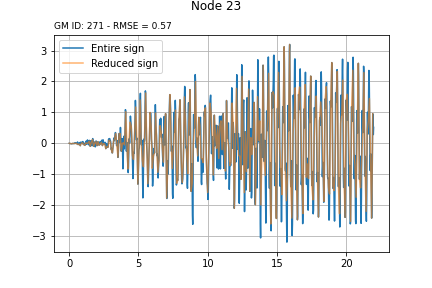 Node 23
GM ID: 271 - RMSE = 0.57
Entire sign
Reduced sign
3
2
1
0
−1
−2
−3
0 5 10 15 20